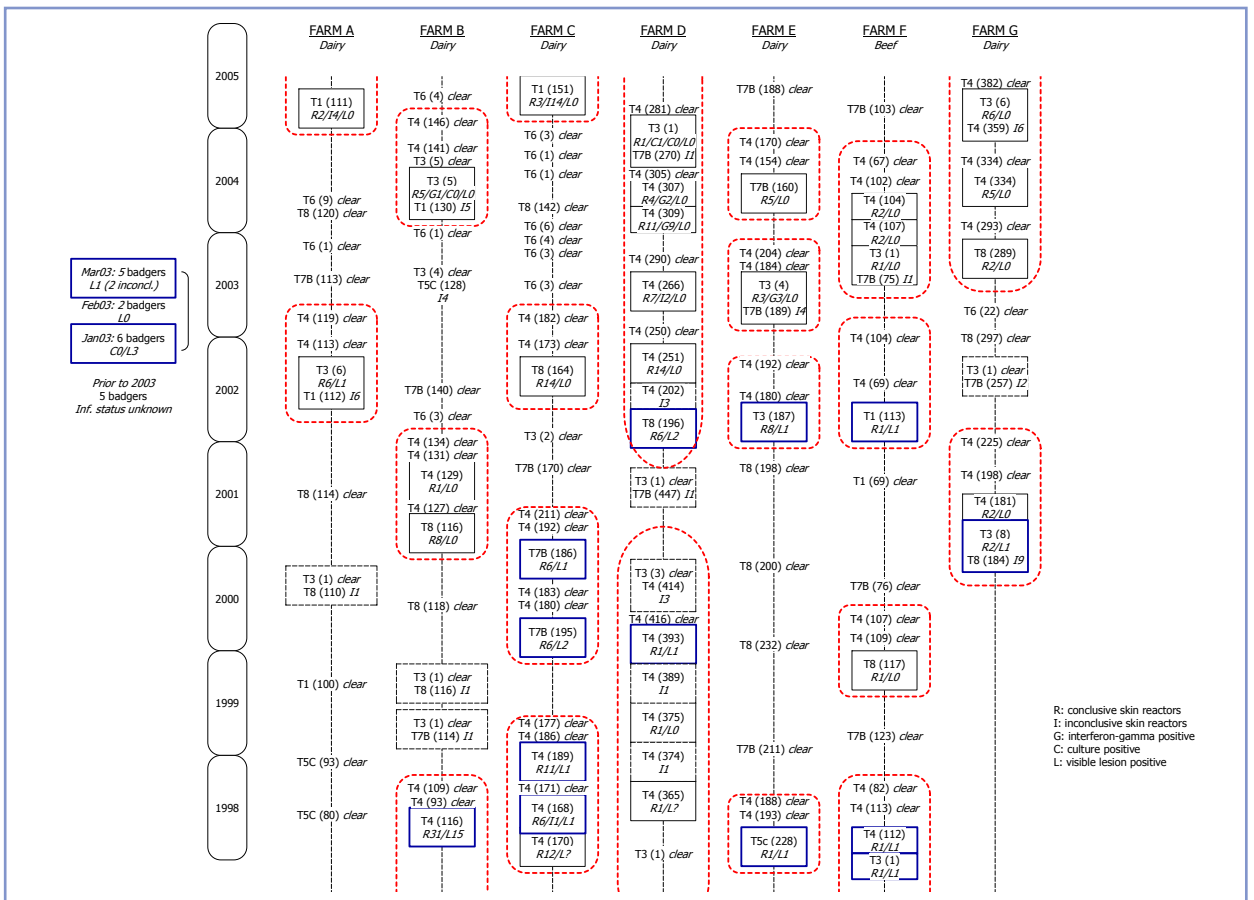 FARM A
Dairy
FARM B
Dairy
FARM C
Dairy
FARM D
Dairy
FARM E
Dairy
FARM F
Beef
FARM G
Dairy
2005
2004
2003
2002
2001
2000
1999
1998
Mar03: 5 badgers
L1 (2 inconcl.)
Feb03: 2 badgers
L0
Jan03: 6 badgers
C0/L3
Prior to 2003
5 badgers
Inf. status unknown
T1 (111)
R2/I4/L0
T6 (9) clear
T8 (120) clear
T6 (1) clear
T7B (113) clear
T4 (119) clear
T4 (113) clear
T3 (6)
R6/L1
T1 (112) I6
T8 (114) clear
T3 (1) clear
T8 (110) I1
T1 (100) clear
T5C (93) clear
T5C (80) clear
T6 (4) clear
T4 (146) clear
T4 (141) clear
T3 (5) clear
T3 (5)
R5/G1/C0/L0
T1 (130) I5
T6 (1) clear
T3 (4) clear
T5C (128)
I4
T7B (140) clear
T6 (3) clear
T4 (134) clear
T4 (131) clear
T4 (129)
R1/L0
T4 (127) clear
T8 (116)
R8/L0
T8 (118) clear
T3 (1) clear
T8 (116) I1
T3 (1) clear
T7B (114) I1
T4 (109) clear
T4 (93) clear
T4 (116)
R31/L15
T1 (151)
R3/I14/L0
T6 (3) clear
T6 (1) clear
T6 (1) clear
T8 (142) clear
T6 (6) clear
T6 (4) clear
T6 (3) clear
T6 (3) clear
T4 (182) clear
T4 (173) clear
T8 (164)
R14/L0
T3 (2) clear
T7B (170) clear
T4 (211) clear
T4 (192) clear
T7B (186)
R6/L1
T4 (183) clear
T4 (180) clear
T7B (195)
R6/L2
T4 (177) clear
T4 (186) clear
T4 (189)
R11/L1
T4 (171) clear
T4 (168)
R6/I1/L1
T4 (170)
R12/L?
T4 (281) clear
T3 (1)
R1/C1/C0/L0
T7B (270) I1
T4 (305) clear
T4 (307)
R4/G2/L0
T4 (309)
R11/G9/L0
T4 (290) clear
T4 (266)
R7/I2/L0
T4 (250) clear
T4 (251)
R14/L0
T4 (202)
I3
T8 (196)
R6/L2
T3 (1) clear
T7B (447) I1
T3 (3) clear
T4 (414)
I3
T4 (416) clear
T4 (393)
R1/L1
T4 (389)
I1
T4 (375)
R1/L0
T4 (374)
I1
T4 (365)
R1/L?
T3 (1) clear
T7B (188) clear
T4 (170) clear
T4 (154) clear
T7B (160)
R5/L0
T4 (204) clear
T4 (184) clear
T3 (4)
R3/G3/L0
T7B (189) I4
T4 (192) clear
T4 (180) clear
T3 (187)
R8/L1
T8 (198) clear
T8 (200) clear
T8 (232) clear
T7B (211) clear
T4 (188) clear
T4 (193) clear
T5c (228)
R1/L1
T7B (103) clear
T4 (67) clear
T4 (102) clear
T4 (104)
R2/L0
T4 (107)
R2/L0
T3 (1)
R1/L0
T7B (75) I1
T4 (104) clear
T4 (69) clear
T1 (113)
R1/L1
T1 (69) clear
T7B (76) clear
T4 (107) clear
T4 (109) clear
T8 (117)
R1/L0
T7B (123) clear
T4 (82) clear
T4 (113) clear
T4 (112)
R1/L1
T3 (1)
R1/L1
T4 (382) clear
T3 (6)
R6/L0
T4 (359) I6
T4 (334) clear
T4 (334)
R5/L0
T4 (293) clear
T8 (289)
R2/L0
T6 (22) clear
T8 (297) clear
T3 (1) clear
T7B (257) I2
T4 (225) clear
T4 (198) clear
T4 (181)
R2/L0
T3 (8)
R2/L1
T8 (184) I9
R: conclusive skin reactors
I: inconclusive skin reactors
G: interferon-gamma positive
C: culture positive
L: visible lesion positive